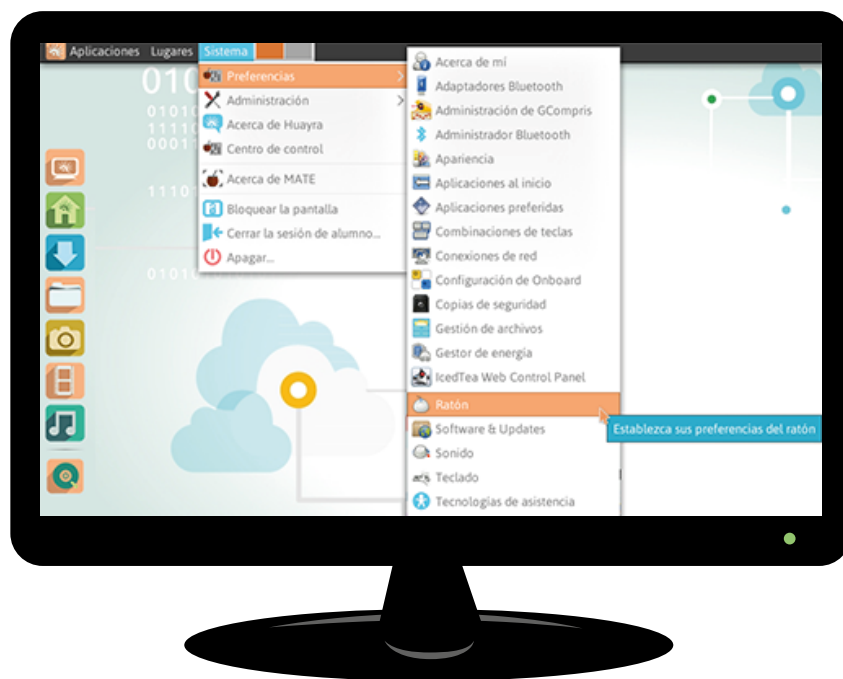 Aplicaciones Lugares Sistema
Preferencias
Administración
Acerca de Huayra
Centro de control
Acerca de MATE
Bloquear la pantalla
Cerrar la sesión de alumno...
Apagar...
Acerca de mí
Adaptadores Bluetooth
Administración de GCompris
Administrador Bluetooth
Apariencia
Aplicaciones al inicio
Aplicaciones preferidas
Combinaciones de teclas
Conexiones de red
Configuración de Onboard
Copias de seguridad
Gestión de archivos
Gestor de energía
IcedTea Web Control Panel
Ratón
Software & Updates
Sonido
Teclado
Tecnologías de asistencia
Establezca sus preferencias del ratón